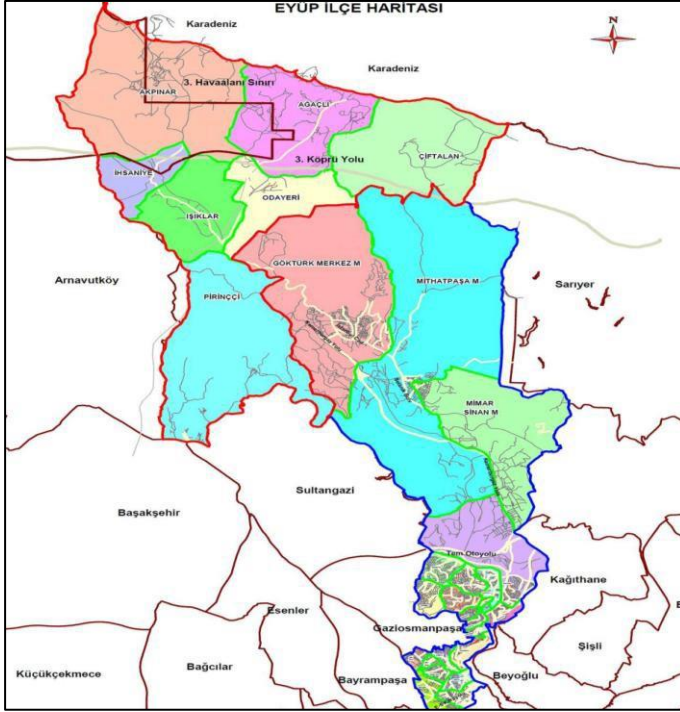 EYÜP İLÇE HARİTASI
Karadeniz
N
Karadeniz
3. Havaalanı Sınırı
AKPINAR
AĞAÇLI
3. Köprü Yolu
ÇİFTALAN
İHSANİYE
ODAYERİ
IŞIKLAR
GÖKTÜRK MERKEZ M
MİTHATPAŞA M
Arnavutköy
Sarıyer
PİRİNÇÇİ
MİMAR
SİNAN M
Sultangazi
Başakşehir
Tem Otoyolu
Kağıthane
Esenler
Gaziosmanpaşa
Şişli
Küçükçekmece
Bağcılar
Bayrampaşa
Beyoğlu